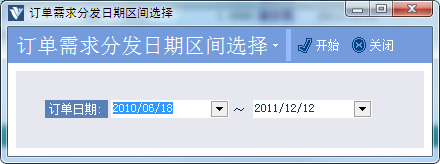 订单需求分发日期区间选择
订单需求分发日期区间选择 开始 关闭
订单日期: 2010/06/18 ~ 2011/12/12